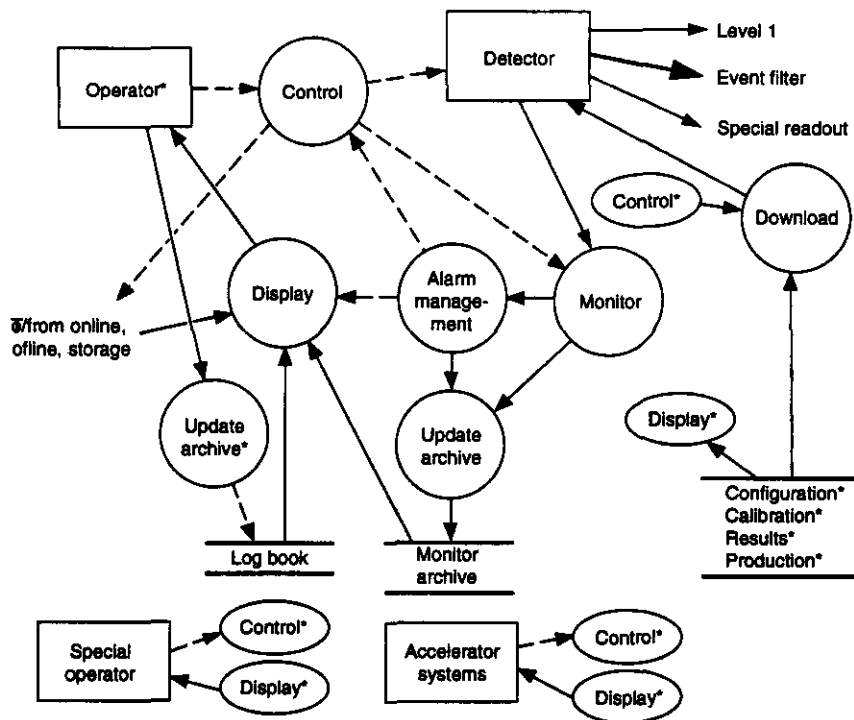 Operator*
Control
Detector
Level 1
Event filter
Special readout
Control*
Download
Display
Alarm
manage-
ment
Monitor
/from online,
ofline, storage
Update
archive*
Update
archive
Display*
Configuration*
Calibration*
Results*
Production*
Log book
Monitor
archive
Special
operator
Control*
Display*
Accelerator
systems
Control*
Display*